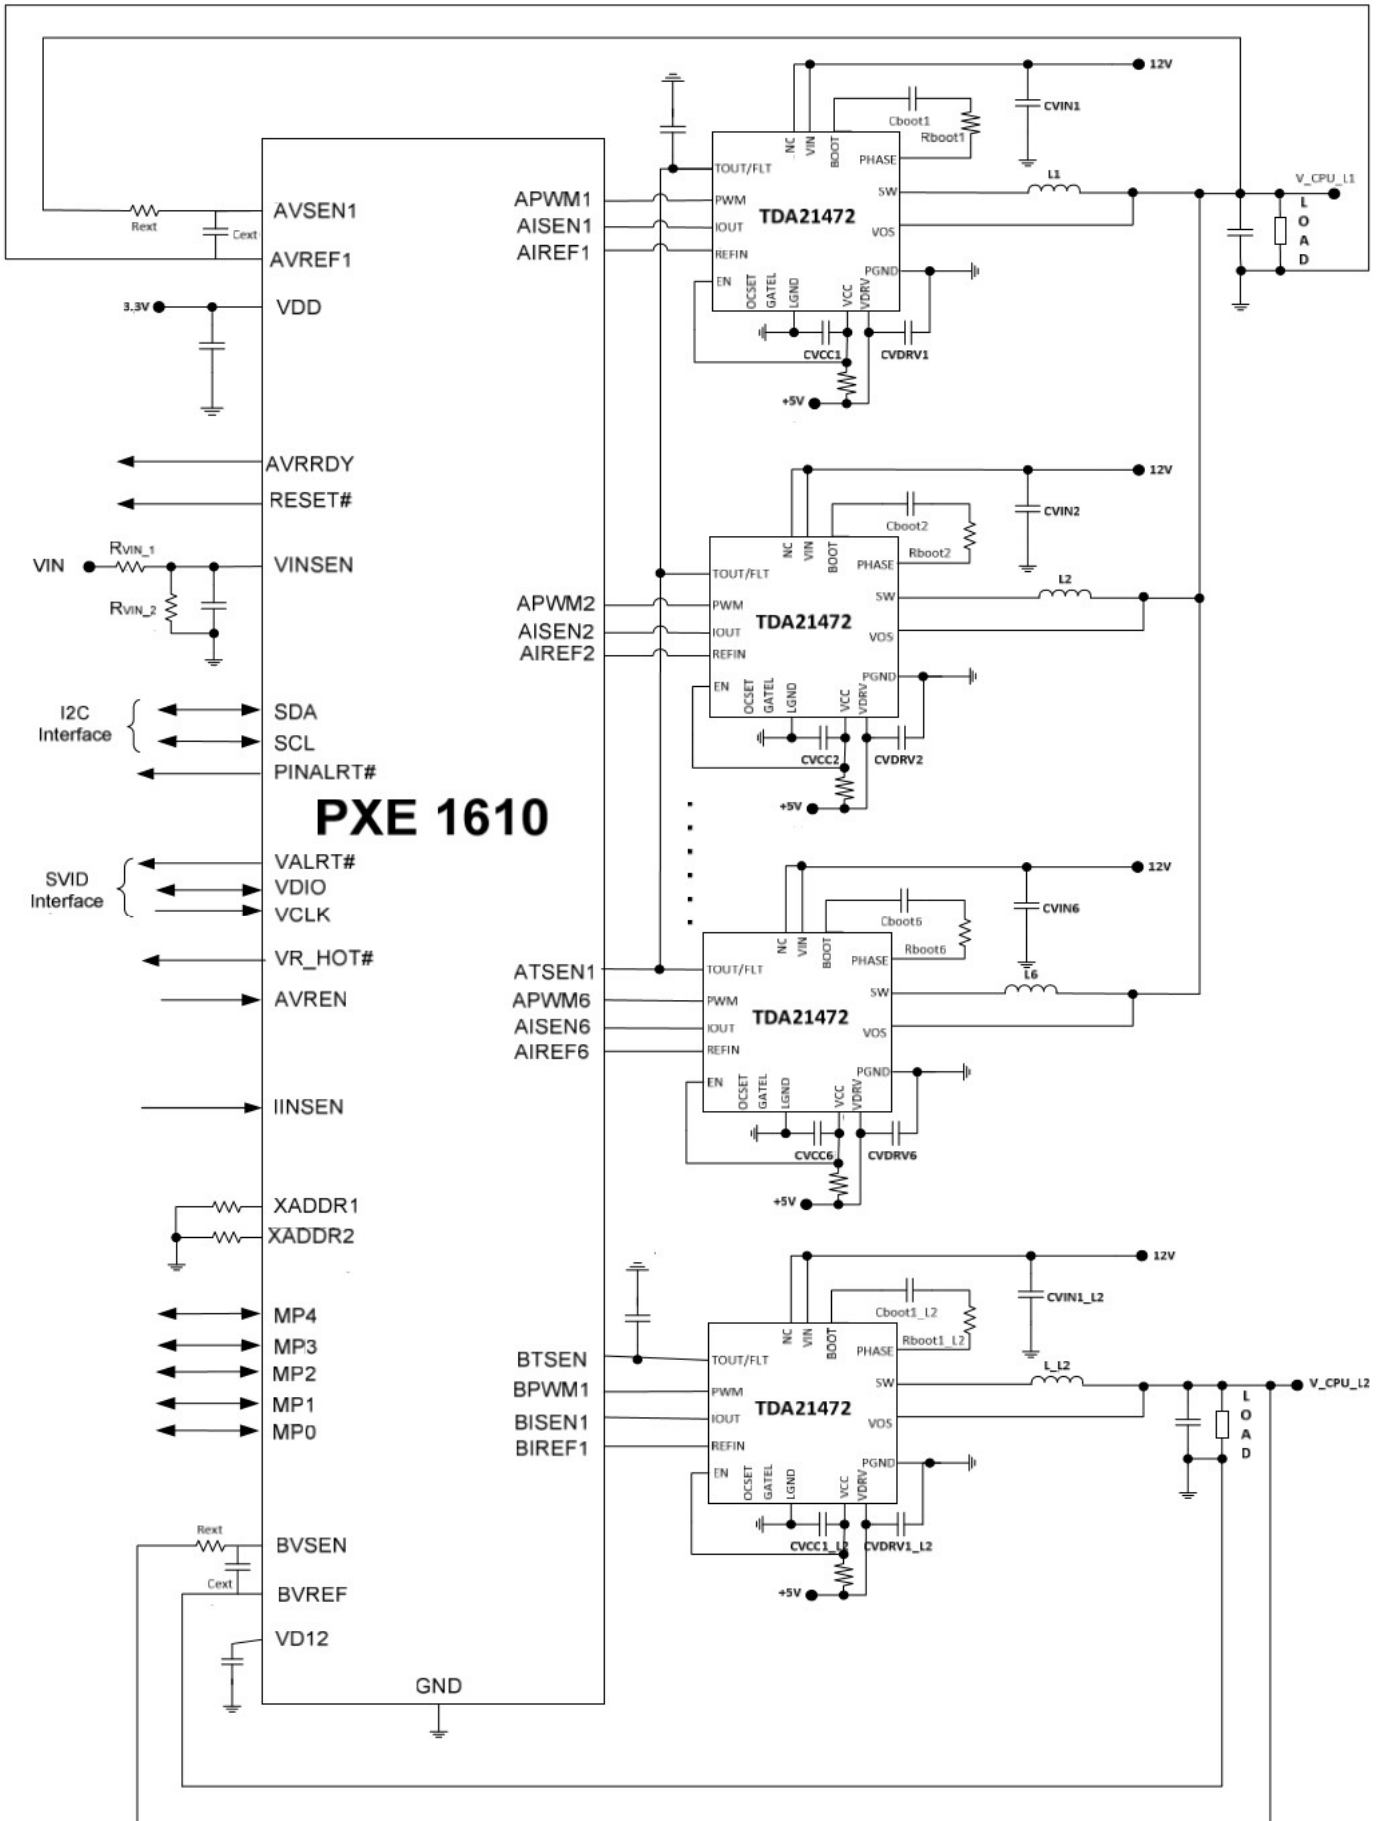 12V
CVIN1
Cboot1
Rboot1
NC
VIN
BOOT
PHASE
TOUT/FLT
PWM
IOUT
REFIN
EN
TDA21472
SW
VOS
PGND
OCSET
GATEL
LGND
VCC
VDRV
CVCC1
CVDRV1
+5V
L1
V_CPU_L1
L
O
A
D
Rext
Cext
AVSEN1
AVREF1
3.3V
VDD
APWM1
AISEN1
AIREF1
AVRRDY
RESET#
VIN
RVIN_1
RVIN_2
VINSEN
12V
CVIN2
Cboot2
Rboot2
NC
VIN
BOOT
PHASE
TOUT/FLT
PWM
IOUT
REFIN
EN
TDA21472
SW
VOS
PGND
OCSET
GATEL
LGND
VCC
VDRV
CVCC2
CVDRV2
+5V
L2
APWM2
AISEN2
AIREF2
I2C
Interface
SDA
SCL
PINALRT#
PXE 1610
SVID
Interface
VALRT#
VDIO
VCLK
VR_HOT#
AVREN
IINSEN
12V
CVIN6
Cboot6
Rboot6
NC
VIN
BOOT
PHASE
TOUT/FLT
PWM
IOUT
REFIN
EN
TDA21472
SW
VOS
PGND
OCSET
GATEL
LGND
VCC
VDRV
CVCC6
CVDRV6
+5V
L6
ATSEN1
APWM6
AISEN6
AIREF6
XADDR1
XADDR2
MP4
MP3
MP2
MP1
MP0
12V
CVIN1_L2
Cboot1_L2
Rboot1_L2
NC
VIN
BOOT
PHASE
TOUT/FLT
PWM
IOUT
REFIN
EN
TDA21472
SW
VOS
PGND
OCSET
GATEL
LGND
VCC
VDRV
CVCC1_L2
CVDRV1_L2
+5V
L_L2
V_CPU_L2
L
O
A
D
BTSEN
BPWM1
BISEN1
BIREF1
Rext
Cext
BVSEN
BVREF
VD12
GND